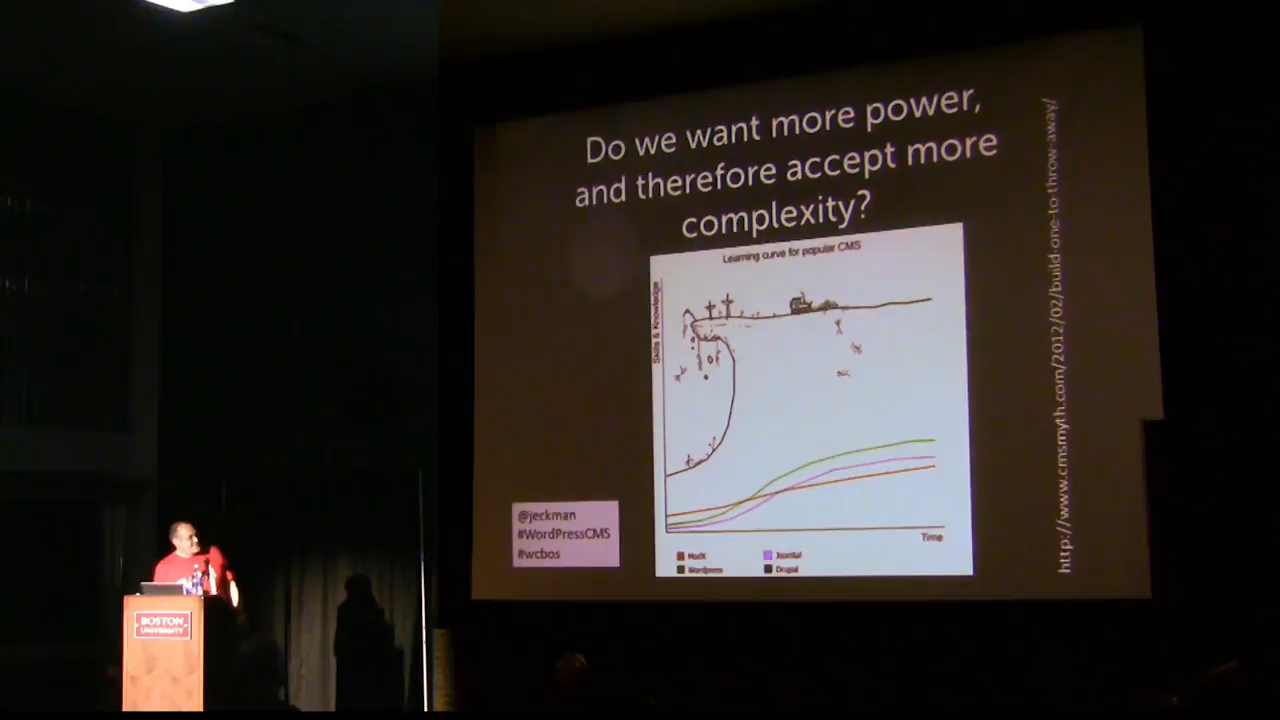 Do we want more power,
and therefore accept more
complexity?
Learning curve for popular CMS
Skills & Knowledge
Time
ModX
Joomla!
Wordpress
Drupal
@jeckman
#WordPressCMS
#wcbos
http://www.cmsmyth.com/2012/02/build-one-to-throw-away/
BOSTON
UNIVERSITY